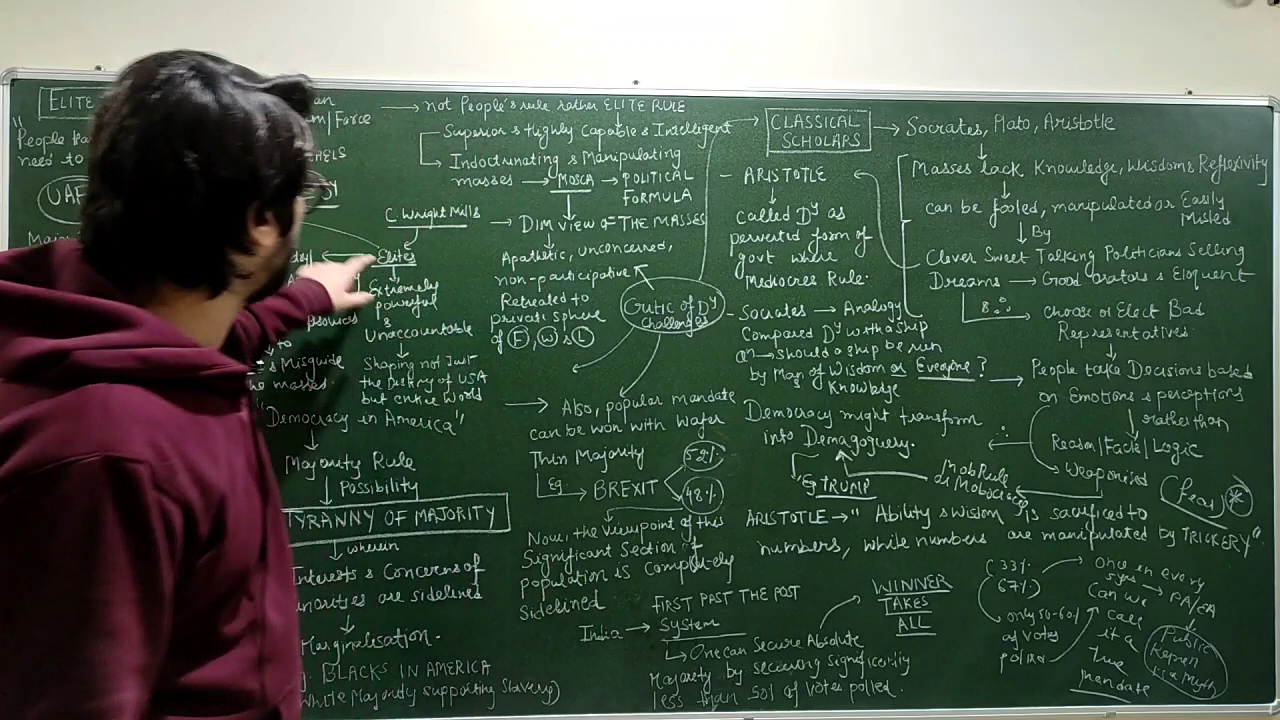 ELITE
"People
need to
→ not People's rule rather ELITE RULE
/Force
Superior & Highly Capable & Intelligent
Indoctrinating & Manipulating
masses → MOSCA → POLITICAL
FORMULA
C. Wright Mills → DIM VIEW OF THE MASSES
Apathetic, unconcerned,
non-participative
Retreated to
private sphere
of F, W & L
Elites
Extremely
powerful
&
Unaccountable
Shaping not Just
the history of USA
but entire World
to
& Misguide
masses.
"Democracy in America"
Majority Rule
Possibility
TYRANNY OF MAJORITY
wherein
Interests & Concerns of
are sidelined
Marginalisation.
BLACKS IN AMERICA
White Majority supporting Slavery)
Critic of Dy
Challenges
→ Also, popular mandate
can be won with wafer
Thin Majority
Eg → BREXIT
52%
48%
Now, the viewpoint of this
Significant Section of
population is completely
Sidelined
India → FIRST PAST THE POST
System
One can Secure Absolute
Majority by securing significantly
less than 50% of votes polled.
WINNER
TAKES
ALL
→ CLASSICAL
SCHOLARS → Socrates, Plato, Aristotle
- ARISTOTLE
called Dy as
perverted form of
govt where
Mediocres Rule.
- Socrates → Analogy
Compared Dy with a ship
Qn → should a ship be run
by Man of Wisdom or Everyone?
& Knowledge
Masses lack Knowledge, Wisdom, Reflexivity
can be fooled, manipulated or Easily
Misled
By
Clever Sweet Talking Politicians Selling
Dreams → Good orators & Eloquent
& ∴ choose or Elect Bad
Representatives.
→ People take Decisions based
on Emotions & perceptions
rather than
Reason/Facts/Logic
Weaponised
(fear) *
Mob Rule
or Mobocracy
∴
Democracy might transform
into Demagoguery.
Eg TRUMP
ARISTOTLE → "Ability & Wisdom is sacrificed to
numbers, while numbers are manipulated by TRICKERY".
(33%
67%)
only 50-60%
of votes
polled
once in every
5yrs
Can we
call
it a
true
mandate
Public
Repren
is a Myth